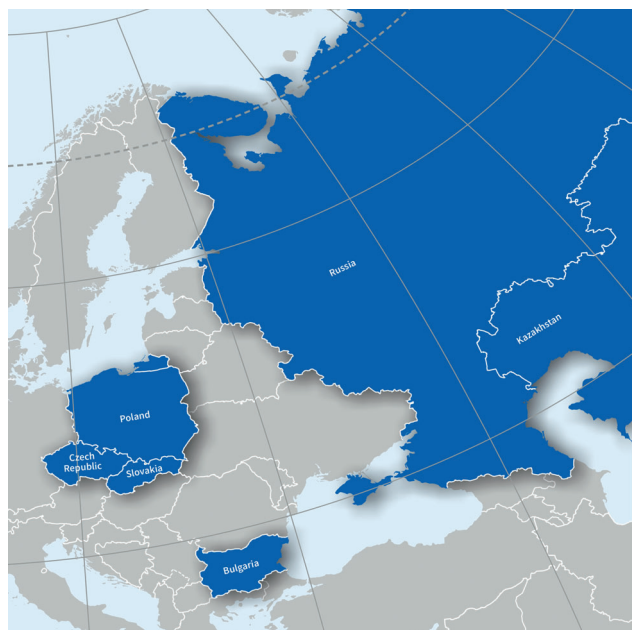 Russia
Kazakhstan
Poland
Czech
Republic
Slovakia
Bulgaria